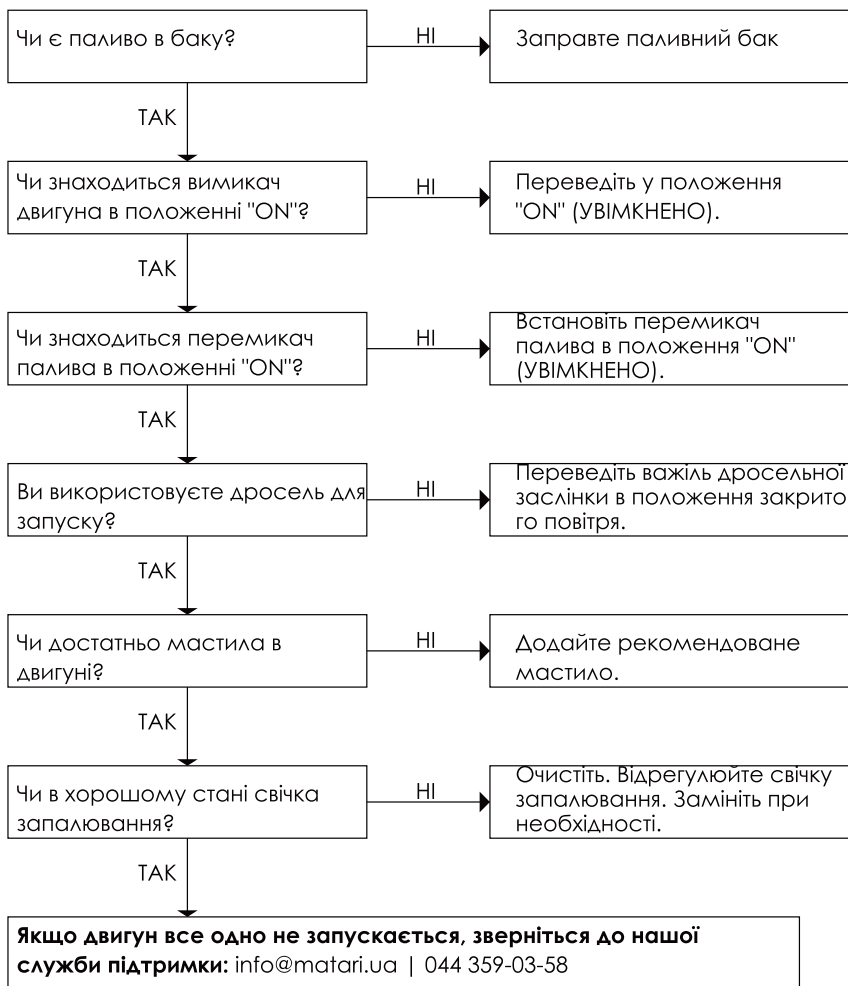 Чи є паливо в баку?
НІ
Заправте паливний бак
ТАК
Чи знаходиться вимикач
двигуна в положенні "ON"?
НІ
Переведіть у положення
"ON" (УВІМКНЕНО).
ТАК
Чи знаходиться перемикач
палива в положенні "ON"?
НІ
Встановіть перемикач
палива в положення "ON"
(УВІМКНЕНО).
ТАК
Ви використовуєте дросель для
запуску?
НІ
Переведіть важіль дросельної
заслінки в положення закрито
го повітря.
ТАК
Чи достатньо мастила в
двигуні?
НІ
Додайте рекомендоване
мастило.
ТАК
Чи в хорошому стані свічка
запалювання?
НІ
Очистіть. Відрегулюйте свічку
запалювання. Замініть при
необхідності.
ТАК
Якщо двигун все одно не запускається, зверніться до нашої
служби підтримки: info@matari.ua | 044 359-03-58